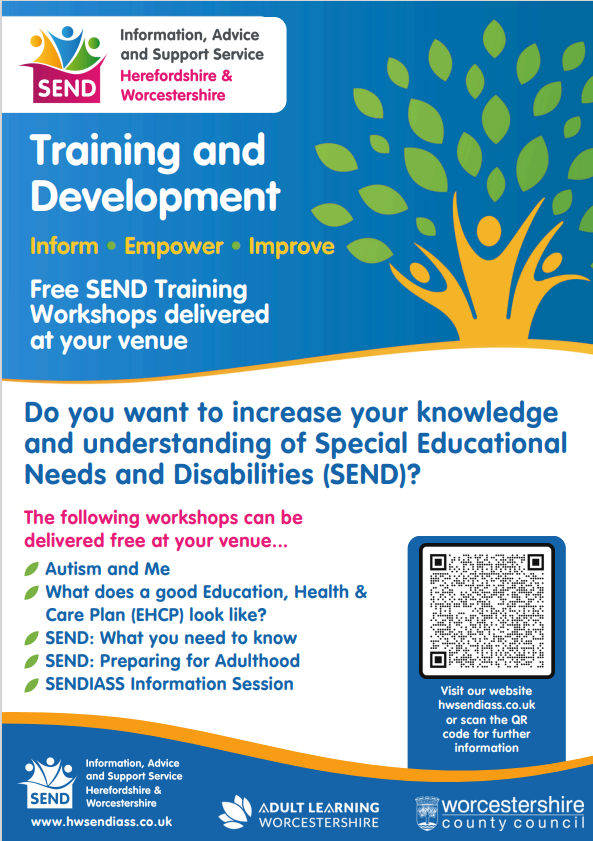 Information, Advice
and Support Service
Herefordshire &
Worcestershire
SEND
Training and
Development
Inform • Empower • Improve
Free SEND Training
Workshops delivered
at your venue
Do you want to increase your knowledge
and understanding of Special Educational
Needs and Disabilities (SEND)?
The following workshops can be
delivered free at your venue...
Autism and Me
What does a good Education, Health &
Care Plan (EHCP) look like?
SEND: What you need to know
SEND: Preparing for Adulthood
SENDIASS Information Session
Visit our website
hwsendiass.co.uk
or scan the QR
code for further
information
Information, Advice
and Support Service
Herefordshire &
Worcestershire
SEND
www.hwsendiass.co.uk
ADULT LEARNING
WORCESTERSHIRE
worcestershire
county council